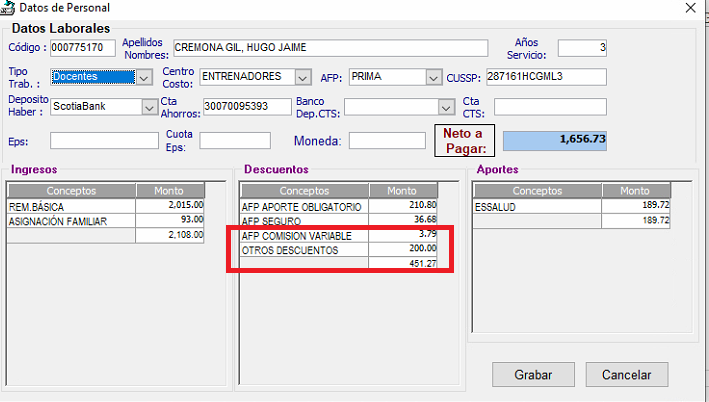 Datos de Personal
Datos Laborales
Código : 000775170 Apellidos Nombres: CREMONA GIL, HUGO JAIME Años Servicio: 3
Tipo Trab. : Docentes Centro Costo: ENTRENADORES AFP: PRIMA CUSSP: 287161HCGML3
Deposito Haber : ScotiaBank Cta Ahorros: 30070095393 Banco Dep.CTS: Cta CTS:
Eps: Cuota Eps: Moneda: Neto a Pagar: 1,656.73
Ingresos
Conceptos Monto
REM.BÁSICA 2,015.00
ASIGNACIÓN FAMILIAR 93.00
2,108.00
Descuentos
Conceptos Monto
AFP APORTE OBLIGATORIO 210.80
AFP SEGURO 36.68
AFP COMISION VARIABLE 3.79
OTROS DESCUENTOS 200.00
451.27
Aportes
Conceptos Monto
ESSALUD 189.72
189.72
Grabar Cancelar